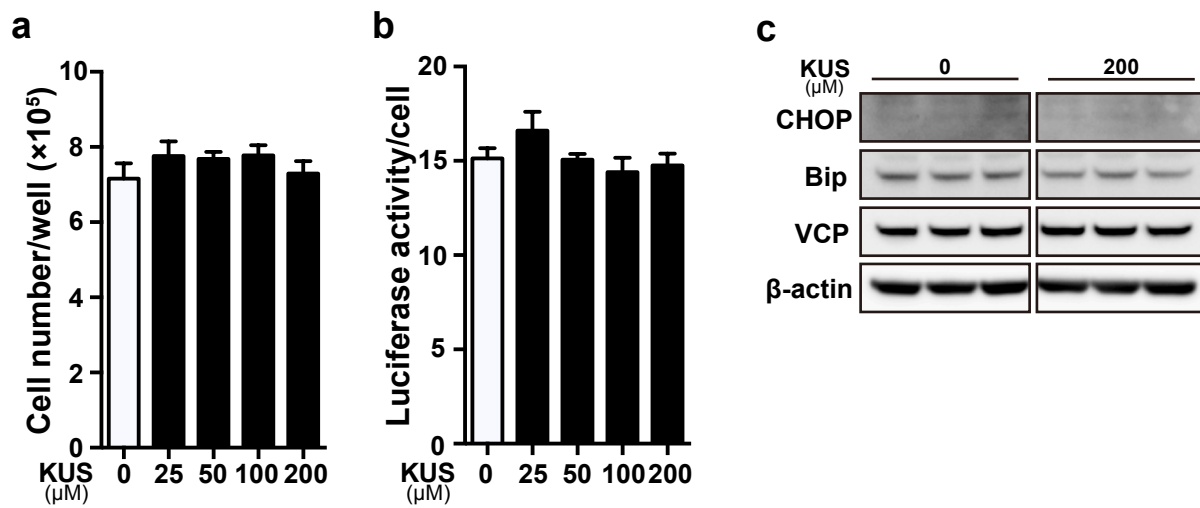 a
Cell number/well (×10⁵)
10
8
6
4
2
0
KUS
(µM)
0 25 50 100 200
b
Luciferase activity/cell
20
15
10
5
0
KUS
(µM)
0 25 50 100 200
c
KUS
(µM)
0 200
CHOP
Bip
VCP
β-actin